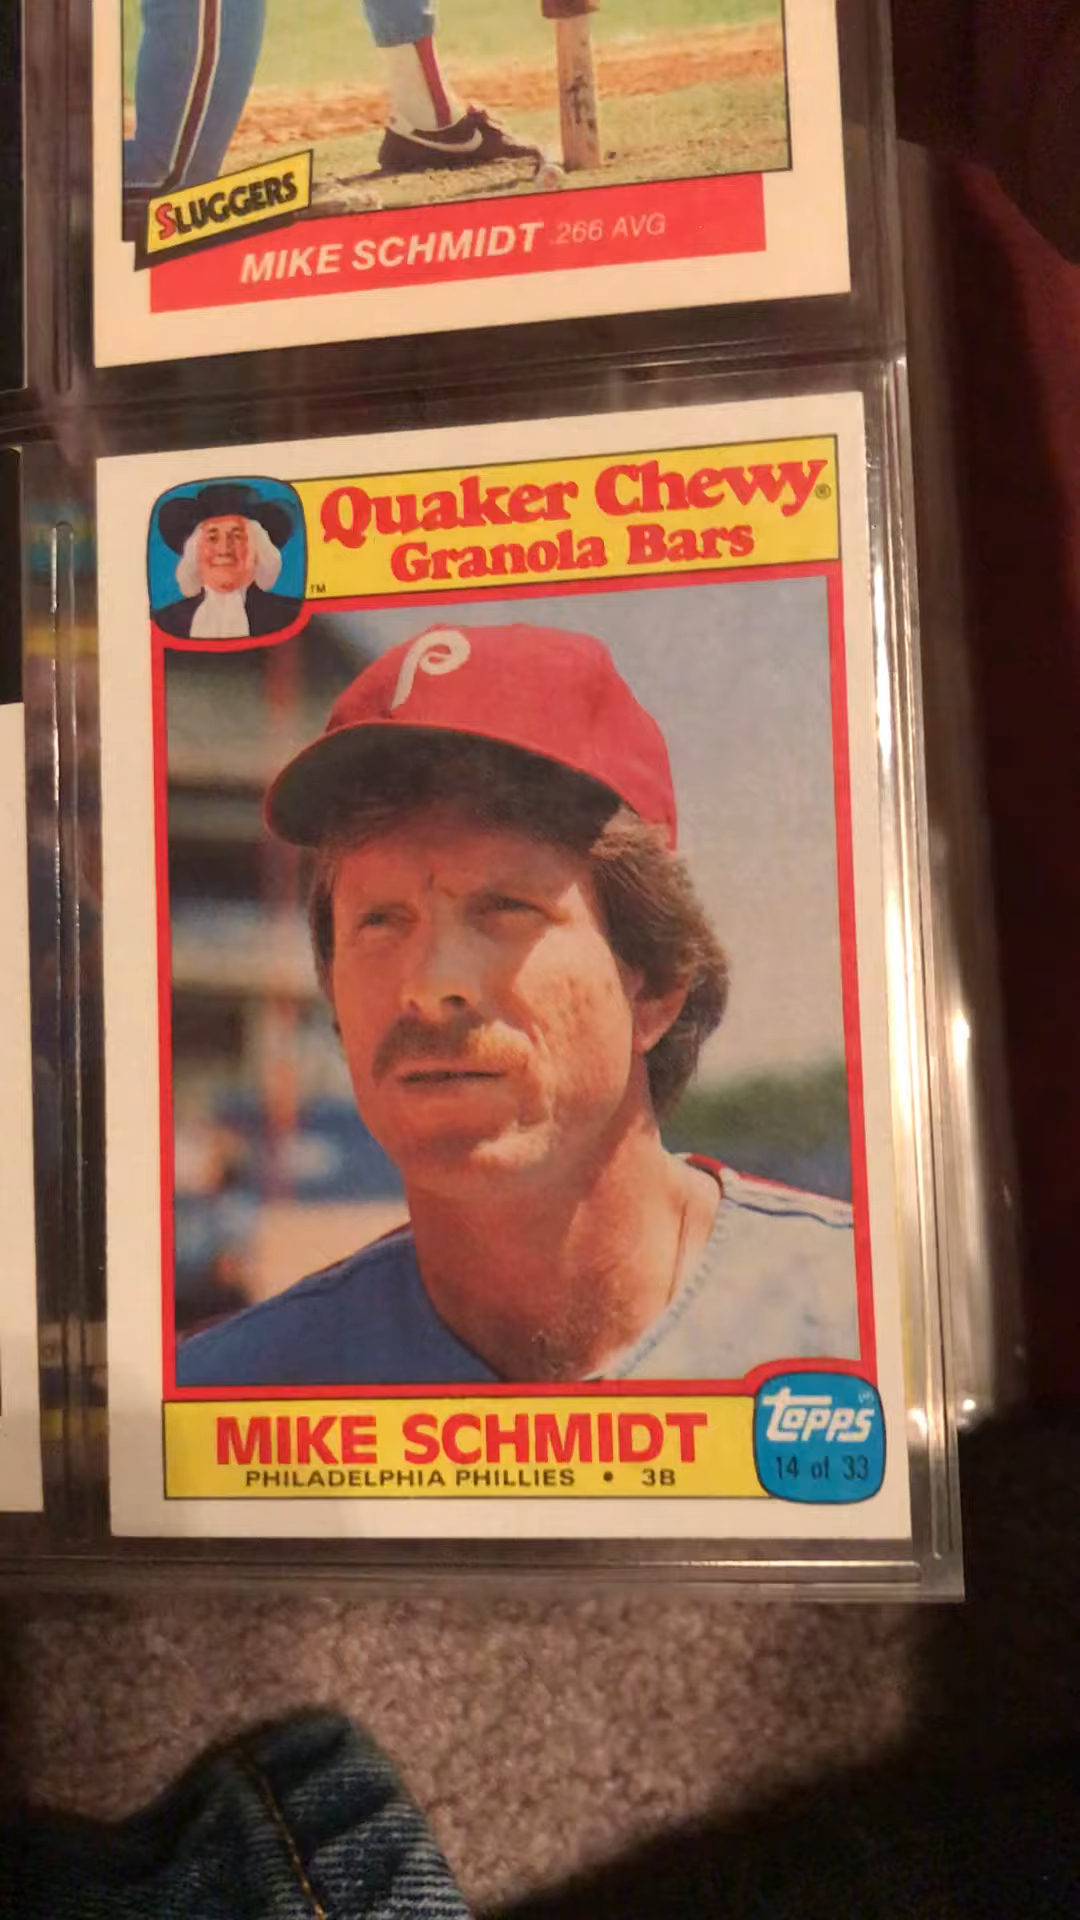 SLUGGERS
MIKE SCHMIDT .266 AVG
Quaker Chewy®
Granola Bars
TM
P
MIKE SCHMIDT
PHILADELPHIA PHILLIES • 3B
TOPPS®
14 of 33